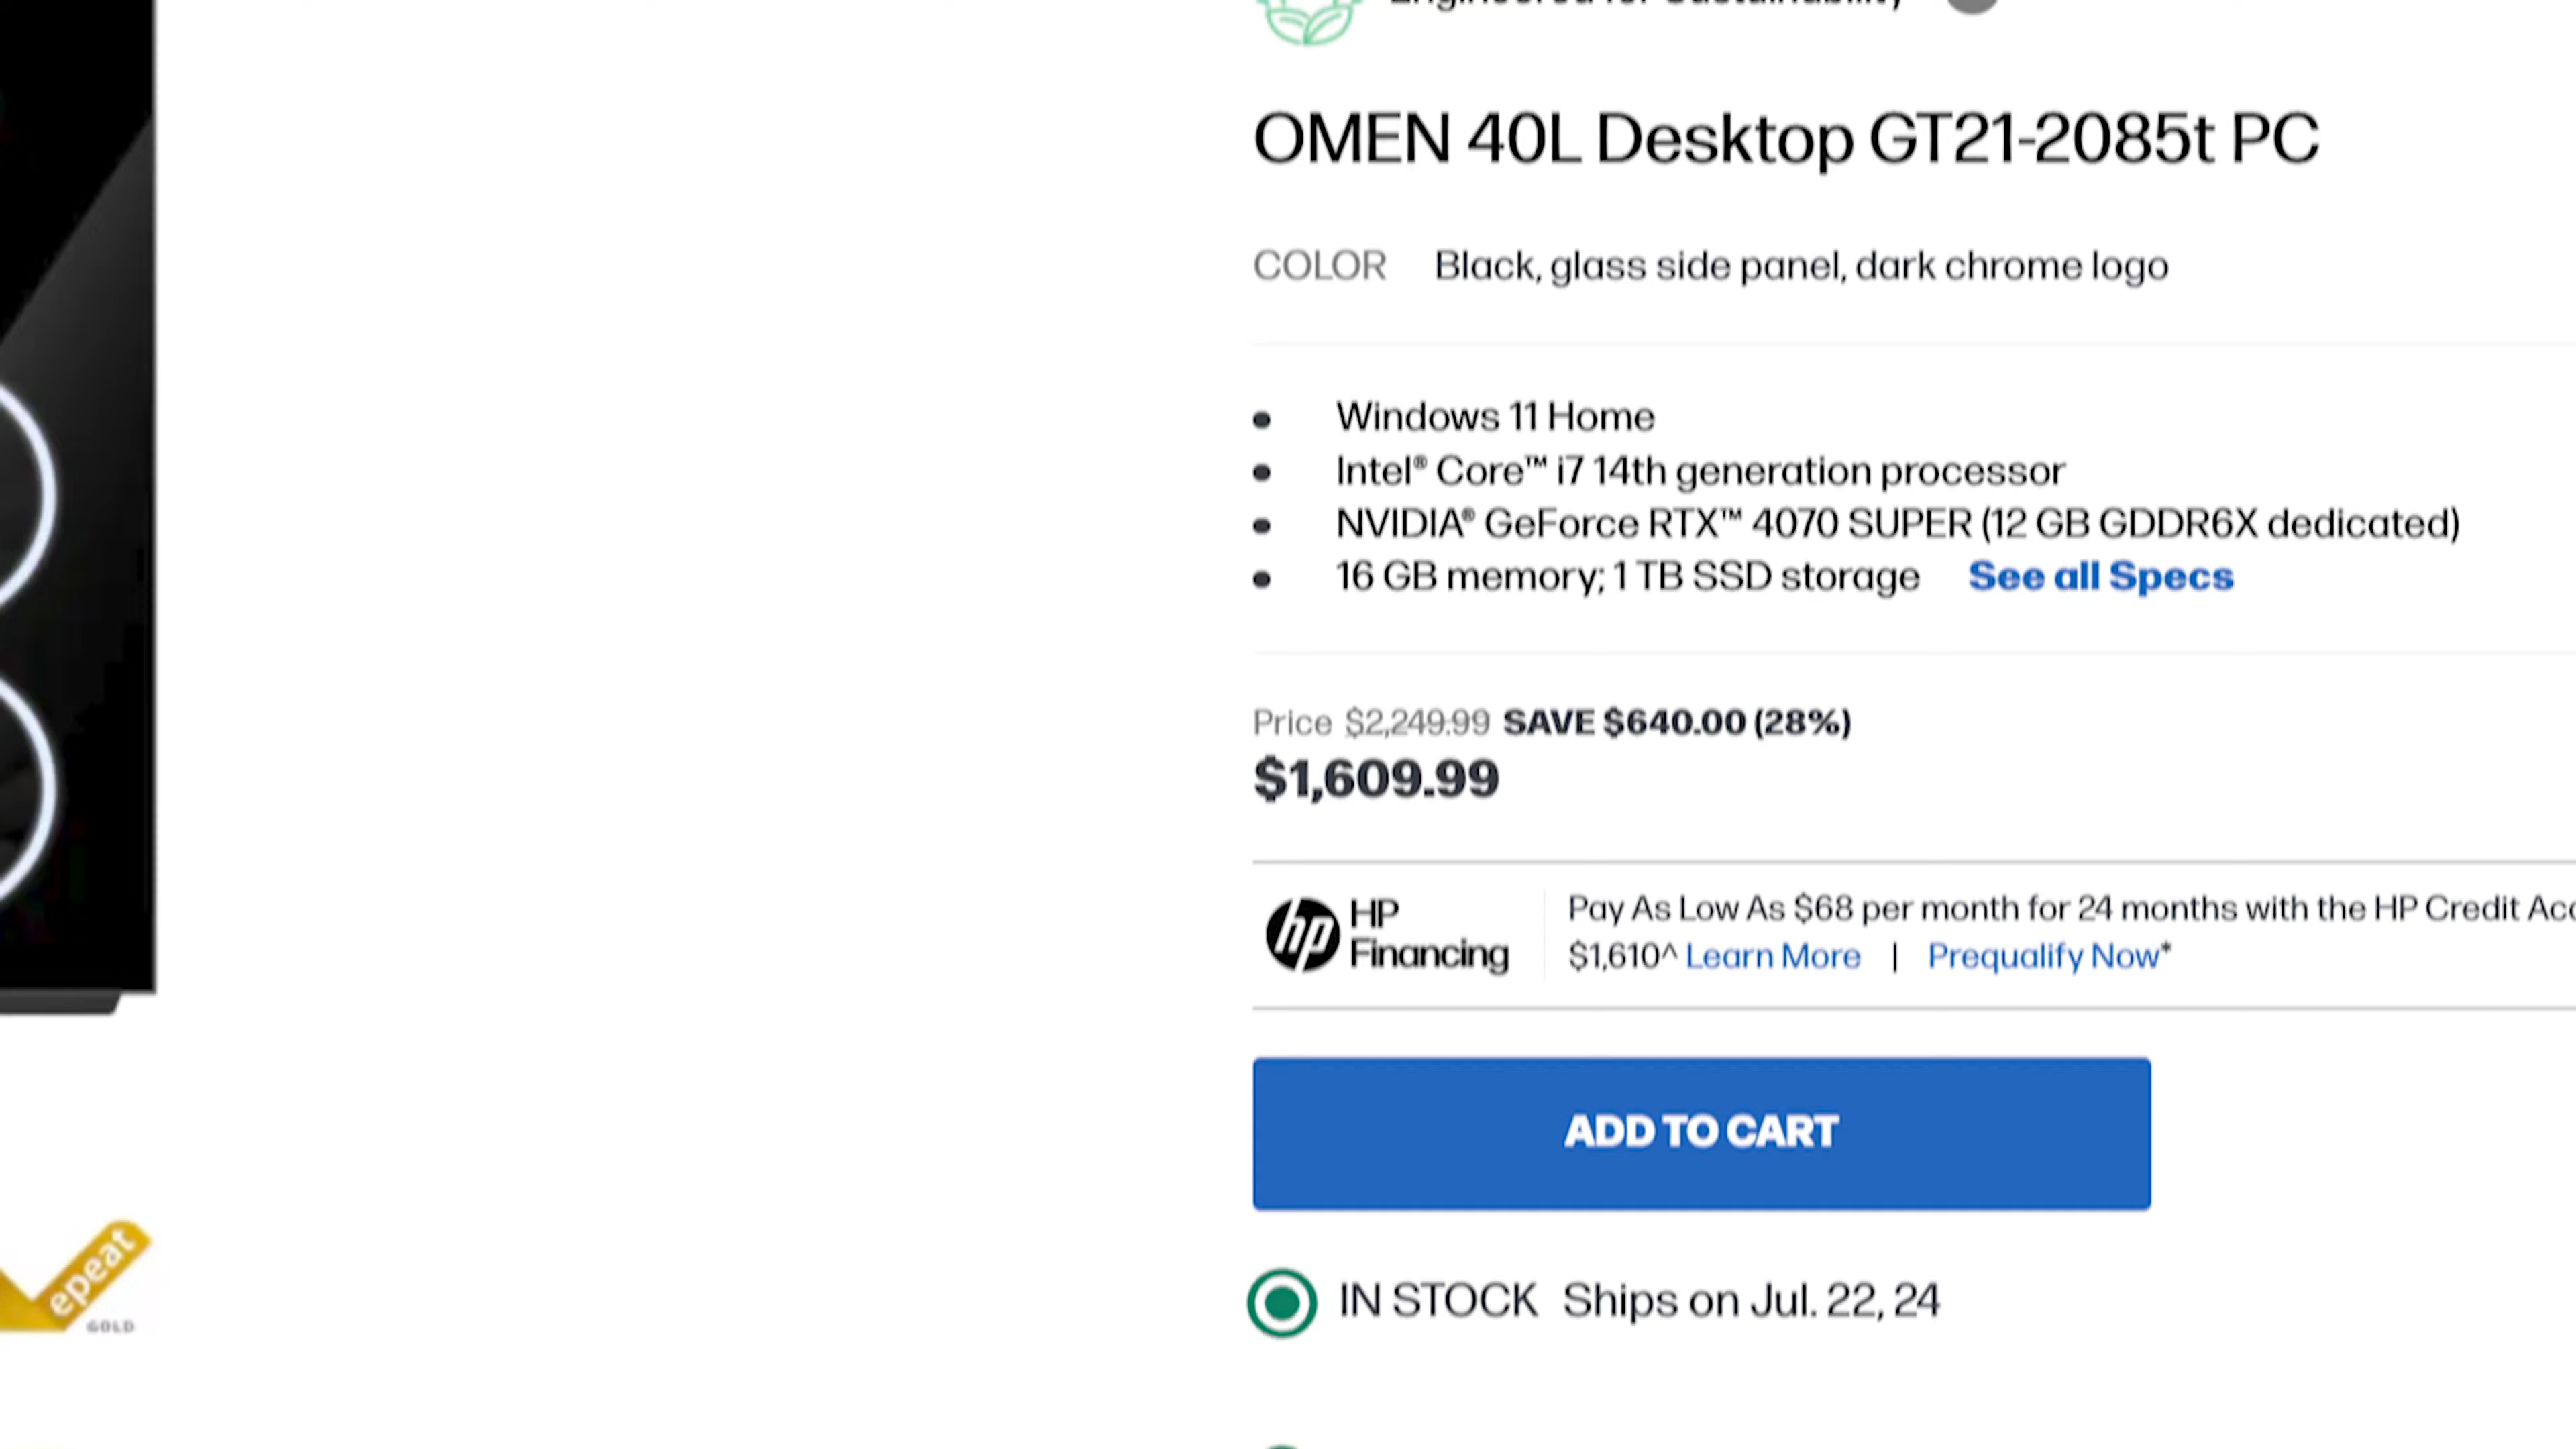 Engineered for Sustainability
OMEN 40L Desktop GT21-2085t PC
COLOR Black, glass side panel, dark chrome logo
Windows 11 Home
Intel® Core™ i7 14th generation processor
NVIDIA® GeForce RTX™ 4070 SUPER (12 GB GDDR6X dedicated)
16 GB memory; 1 TB SSD storage See all Specs
Price $2,249.99 SAVE $640.00 (28%)
$1,609.99
hp HP Financing
Pay As Low As $68 per month for 24 months with the HP Credit
$1,610^ Learn More | Prequalify Now*
ADD TO CART
IN STOCK Ships on Jul. 22, 24
epeat
GOLD